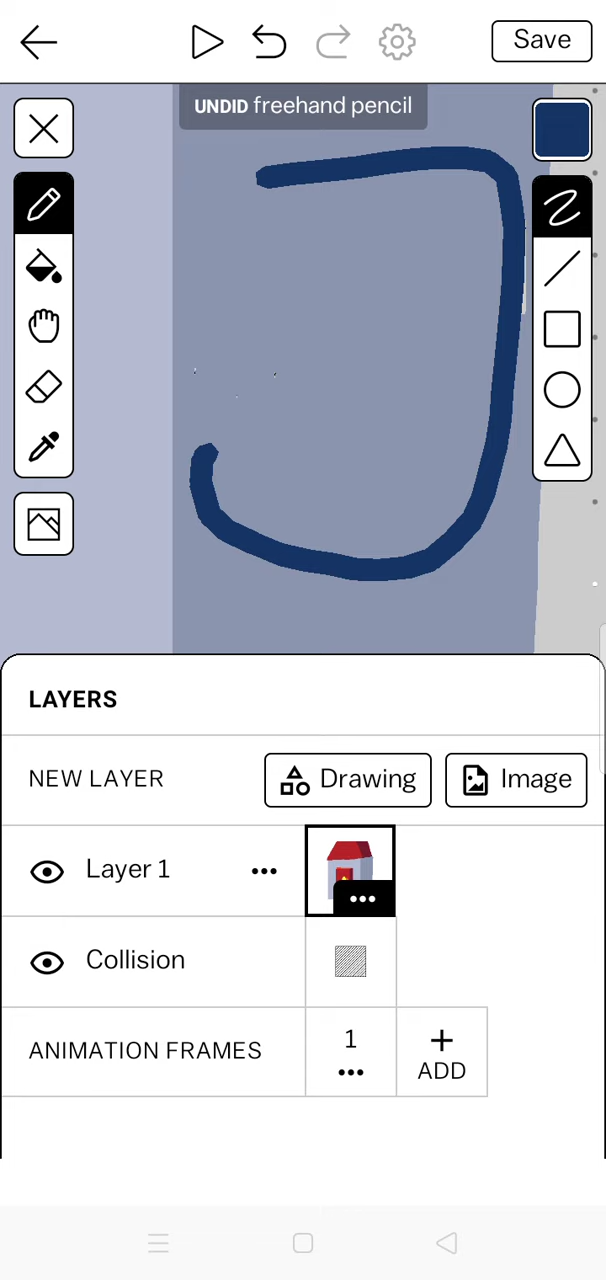 Save
UNDID freehand pencil
LAYERS
NEW LAYER
Drawing
Image
Layer 1
Collision
ANIMATION FRAMES
1
ADD